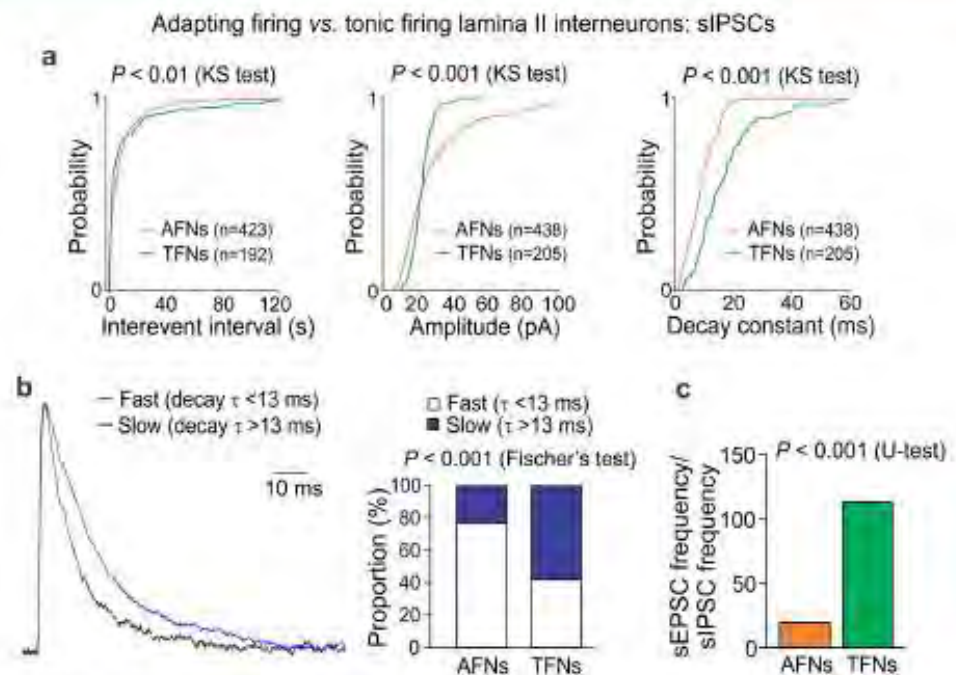 Adapting firing vs. tonic firing lamina II interneurons: sIPSCs
a
P < 0.01 (KS test)
1
Probability
AFNs (n=423)
TFNs (n=192)
0
0 20 40 60 80 120
Interevent interval (s)
P < 0.001 (KS test)
1
Probability
AFNs (n=438)
TFNs (n=205)
0
0 20 40 60 80 100
Amplitude (pA)
P < 0.001 (KS test)
1
Probability
AFNs (n=438)
TFNs (n=205)
0
0 20 40 60
Decay constant (ms)
b
Fast (decay τ <13 ms)
Slow (decay τ >13 ms)
10 ms
Fast (τ <13 ms)
Slow (τ >13 ms)
P < 0.001 (Fischer's test)
Proportion (%)
100
80
60
40
20
0
AFNs TFNs
c
P < 0.001 (U-test)
sEPSC frequency/
sIPSC frequency
150
100
50
0
AFNs TFNs